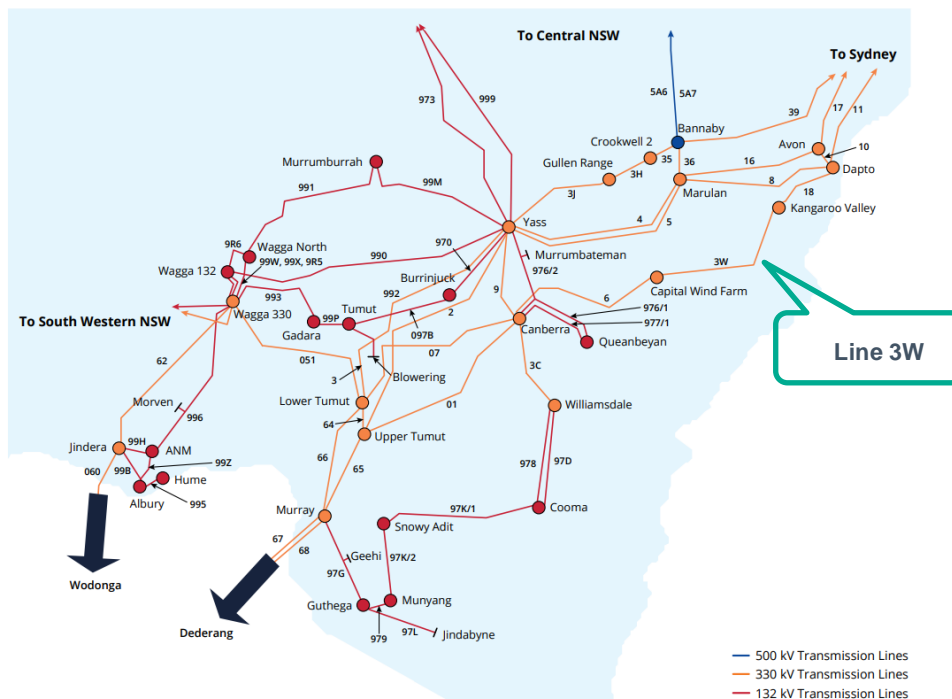 To Central NSW
To Sydney
973
999
5A6
5A7
39
17
11
Bannaby
Crookwell 2
Avon
10
35
36
16
Gullen Range
3H
8
Dapto
Murrumburrah
3J
Marulan
18
991
99M
Kangaroo Valley
4
5
Yass
9R6
Wagga North
970
Murrumbateman
99W, 99X, 9R5
990
976/2
3W
Wagga 132
Burrinjuck
992
9
6
Capital Wind Farm
993
Tumut
2
976/1
To South Western NSW
Wagga 330
99P
977/1
Gadara
097B
Canberra
Queanbeyan
Line 3W
62
051
07
3
Blowering
3C
Morven
Lower Tumut
01
Williamsdale
996
64
Jindera
99H
ANM
Upper Tumut
99Z
66
65
978
97D
060
99B
Hume
Albury
995
97K/1
Cooma
Murray
Snowy Adit
67
68
Geehi
97K/2
97G
Wodonga
Guthega
Munyang
Dederang
979
97L
Jindabyne
500 kV Transmission Lines
330 kV Transmission Lines
132 kV Transmission Lines